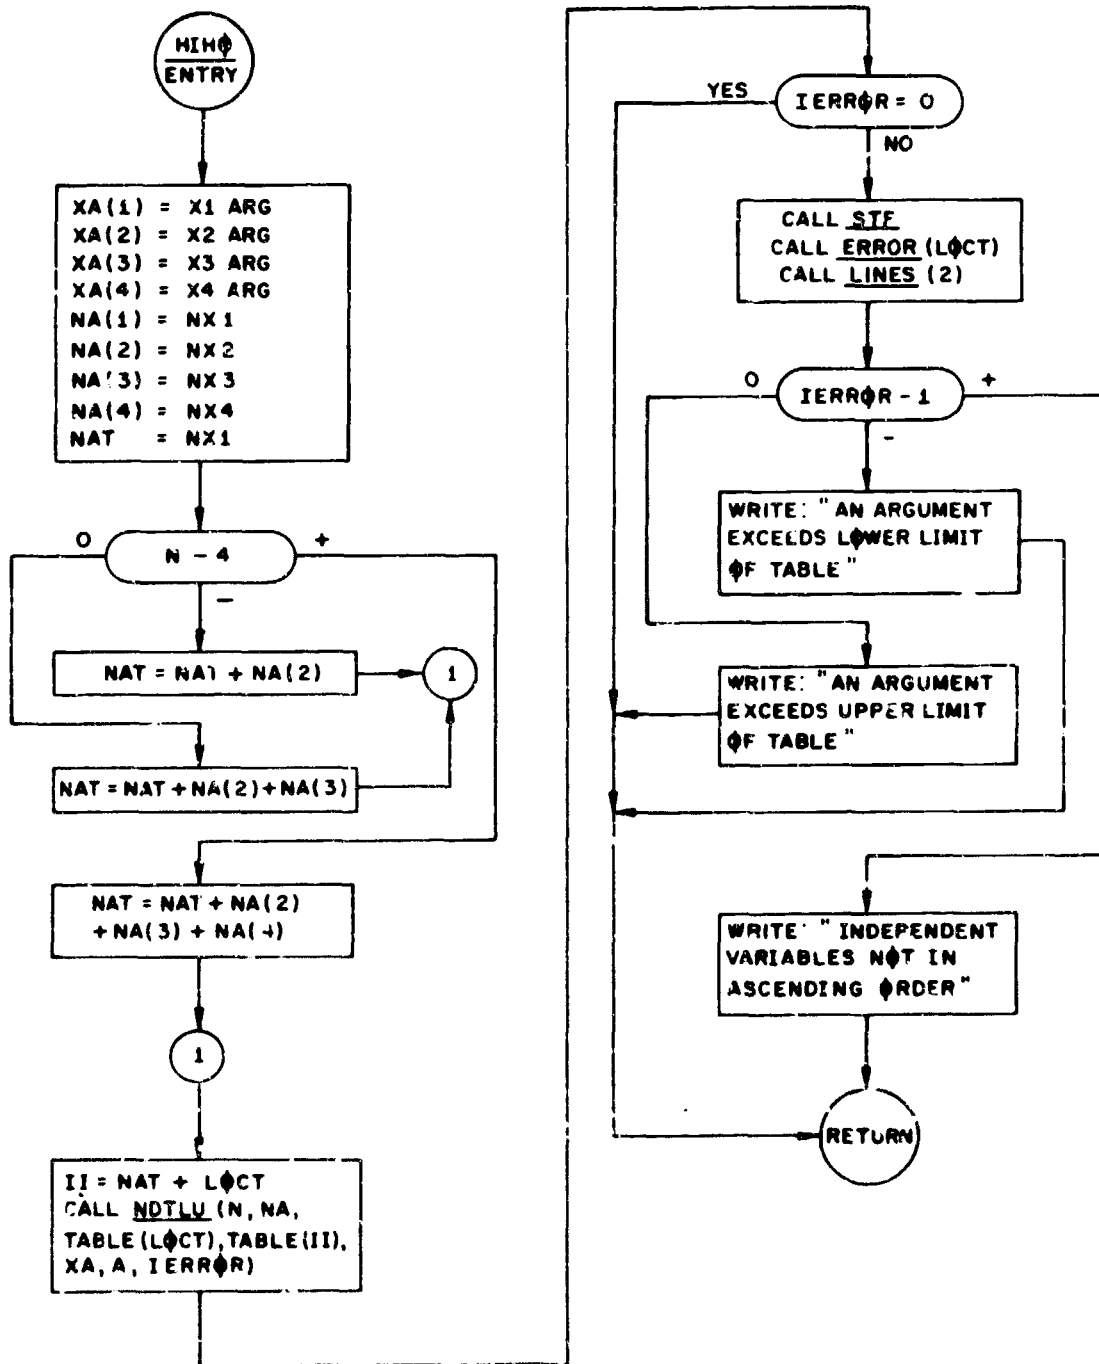 HIHØ
ENTRY
XA(1) = X1 ARG
XA(2) = X2 ARG
XA(3) = X3 ARG
XA(4) = X4 ARG
NA(1) = NX1
NA(2) = NX2
NA(3) = NX3
NA(4) = NX4
NAT = NX1
0
N - 4
+
-
NAT = NAT + NA(2)
1
NAT = NAT + NA(2) + NA(3)
NAT = NAT + NA(2)
+ NA(3) + NA(4)
1
II = NAT + LØCT
CALL NDTLU (N, NA,
TABLE(LØCT), TABLE(II),
XA, A, IERRØR)
YES
IERRØR = 0
NO
CALL STF
CALL ERROR (LØCT)
CALL LINES (2)
0
IERRØR - 1
+
-
WRITE: "AN ARGUMENT
EXCEEDS LØWER LIMIT
ØF TABLE"
WRITE: "AN ARGUMENT
EXCEEDS UPPER LIMIT
ØF TABLE"
WRITE: "INDEPENDENT
VARIABLES NØT IN
ASCENDING ØRDER"
RETURN